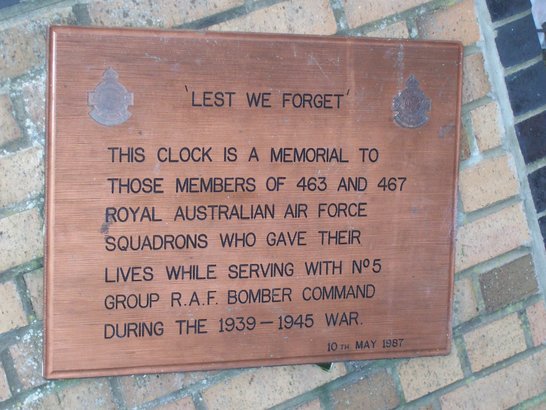 'LEST WE FORGET'
THIS CLOCK IS A MEMORIAL TO
THOSE MEMBERS OF 463 AND 467
ROYAL AUSTRALIAN AIR FORCE
SQUADRONS WHO GAVE THEIR
LIVES WHILE SERVING WITH Nº5
GROUP R.A.F. BOMBER COMMAND
DURING THE 1939 - 1945 WAR.
10TH MAY 1987